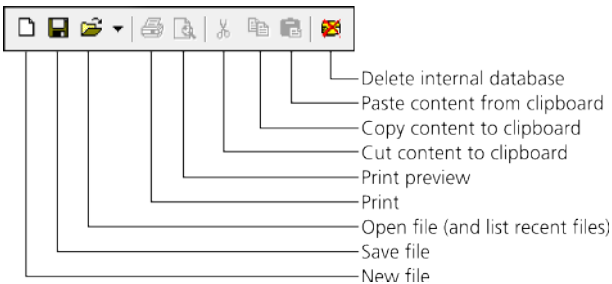 Delete internal database
Paste content from clipboard
Copy content to clipboard
Cut content to clipboard
Print preview
Print
Open file (and list recent files)
Save file
New file